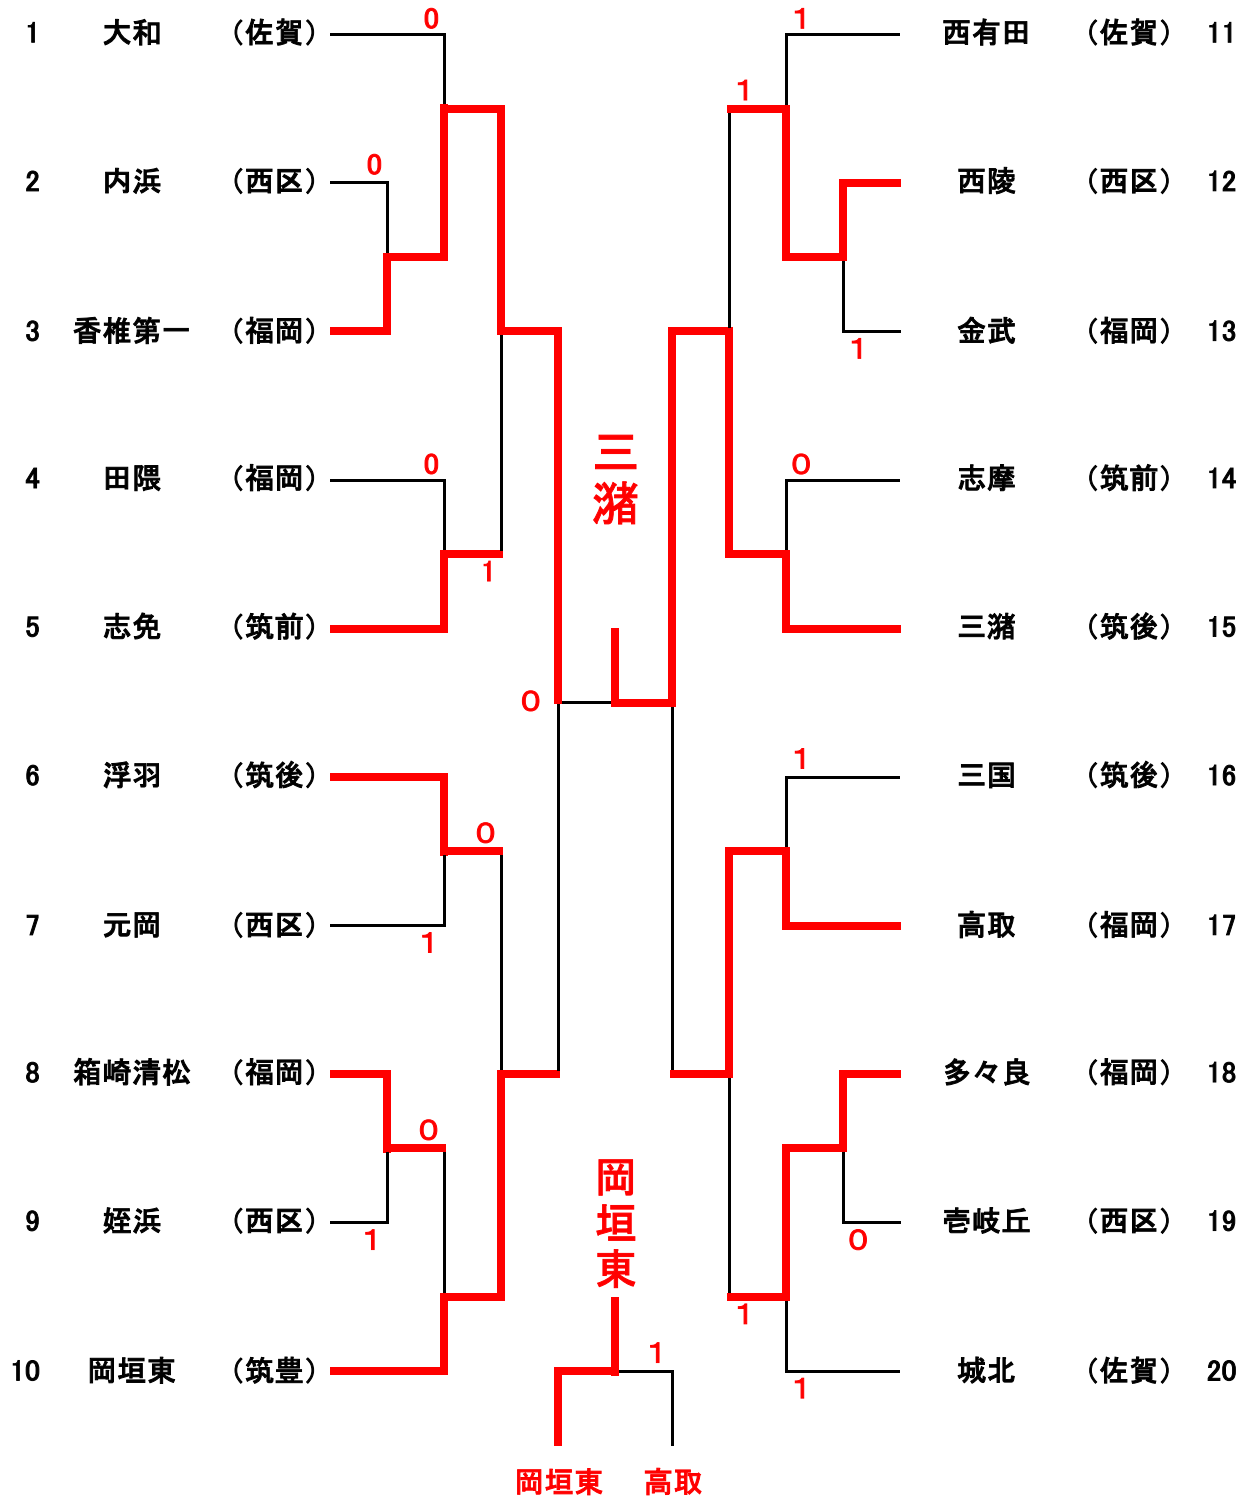 1 大和 （佐賀） 0
2 内浜 （西区） 0
3 香椎第一 （福岡）
4 田隈 （福岡） 0
5 志免 （筑前） 1
0
6 浮羽 （筑後） 0
7 元岡 （西区） 1
8 箱崎清松 （福岡） 0
9 姪浜 （西区） 1
10 岡垣東 （筑豊）
三潴
岡垣東
1
岡垣東 高取
1 西有田 （佐賀） 11
1
西陵 （西区） 12
1 金武 （福岡） 13
0 志摩 （筑前） 14
三潴 （筑後） 15
1 三国 （筑後） 16
高取 （福岡） 17
多々良 （福岡） 18
0 壱岐丘 （西区） 19
1
1 城北 （佐賀） 20